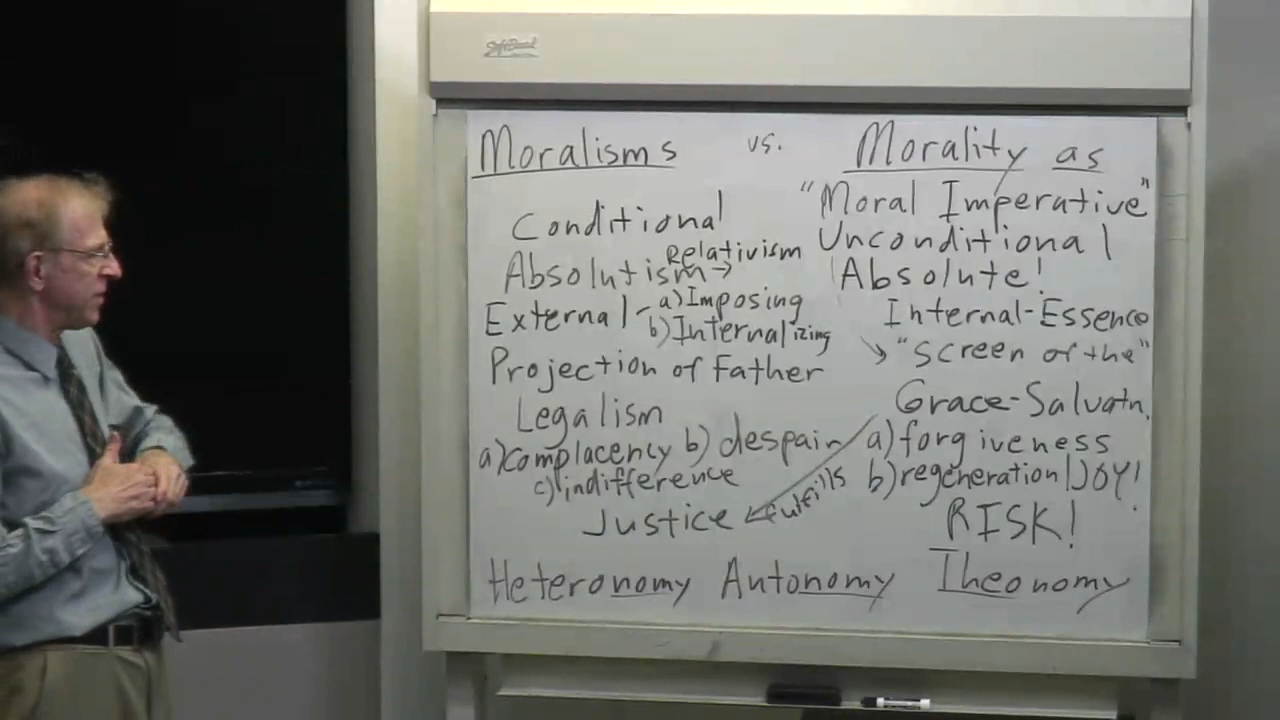 SoftBoard
Moralisms vs. Morality as
"Moral Imperative"
Conditional Unconditional
Relativism
Absolutism→ Absolute!
External - a) Imposing Internal-Essence
b) Internalizing
→ "screen of the"
Projection of Father
Grace-Salvatn.
Legalism
a) complacency b) despair a) forgiveness
c) indifference b) regeneration/JOY!
fulfills
Justice RISK!
Heteronomy Autonomy Theonomy